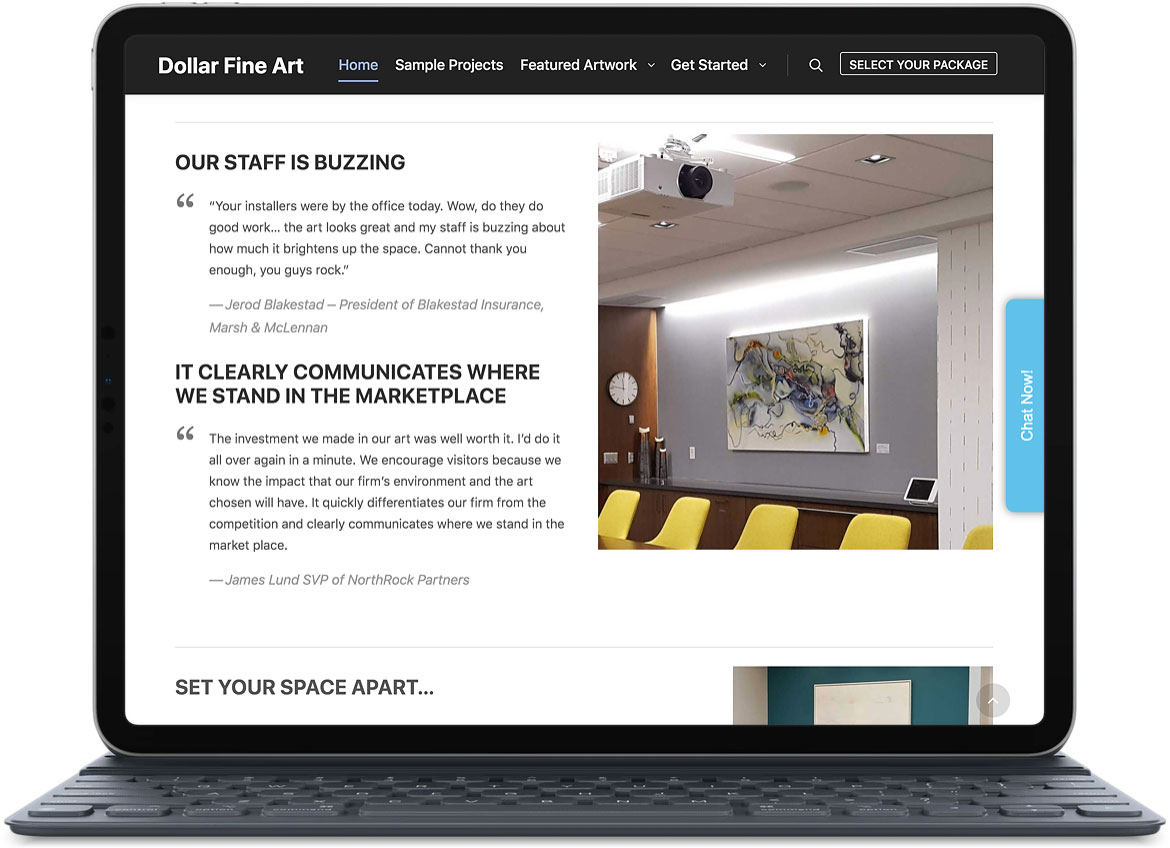 Dollar Fine Art
Home
Sample Projects
Featured Artwork
Get Started
SELECT YOUR PACKAGE
OUR STAFF IS BUZZING
“Your installers were by the office today. Wow, do they do
good work… the art looks great and my staff is buzzing about
how much it brightens up the space. Cannot thank you
enough, you guys rock.”
— Jerod Blakestad – President of Blakestad Insurance,
Marsh & McLennan
IT CLEARLY COMMUNICATES WHERE
WE STAND IN THE MARKETPLACE
The investment we made in our art was well worth it. I’d do it
all over again in a minute. We encourage visitors because we
know the impact that our firm’s environment and the art
chosen will have. It quickly differentiates our firm from the
competition and clearly communicates where we stand in the
market place.
— James Lund SVP of NorthRock Partners
Chat Now!
SET YOUR SPACE APART…